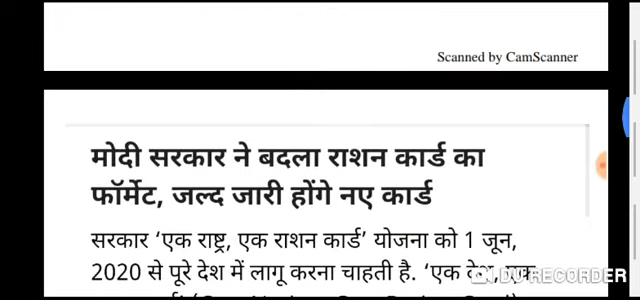 Scanned by CamScanner
मोदी सरकार ने बदला राशन कार्ड का
फॉर्मेट, जल्द जारी होंगे नए कार्ड
सरकार ‘एक राष्ट्र, एक राशन कार्ड’ योजना को 1 जून,
2020 से पूरे देश में लागू करना चाहती है. ‘एक देश, एक
DU RECORDER